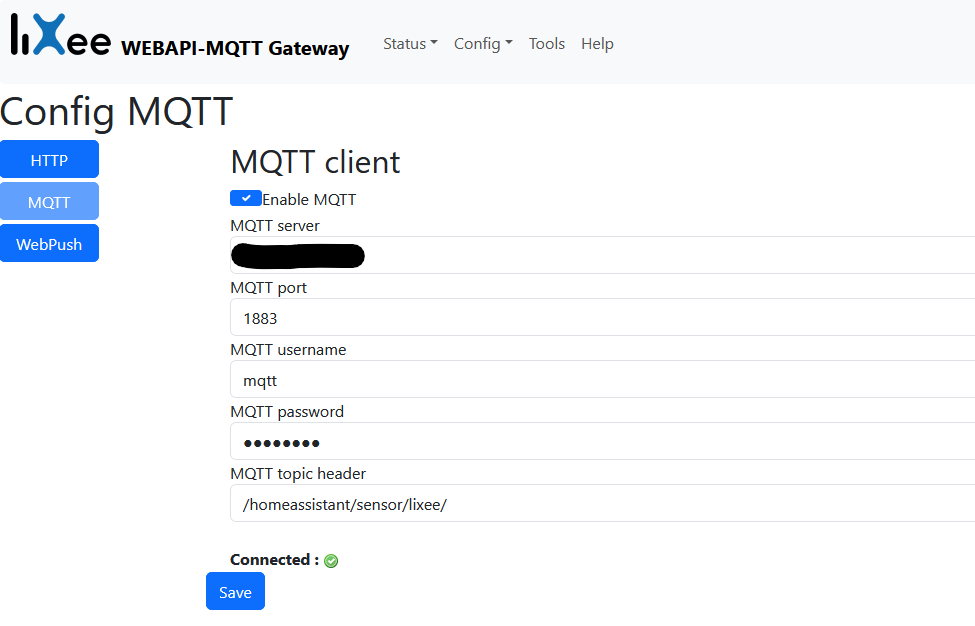 liXee WEBAPI-MQTT Gateway Status Config Tools Help
Config MQTT
HTTP
MQTT
WebPush
MQTT client
Enable MQTT
MQTT server
MQTT port
1883
MQTT username
mqtt
MQTT password
●●●●●●●●
MQTT topic header
/homeassistant/sensor/lixee/
Connected :
Save